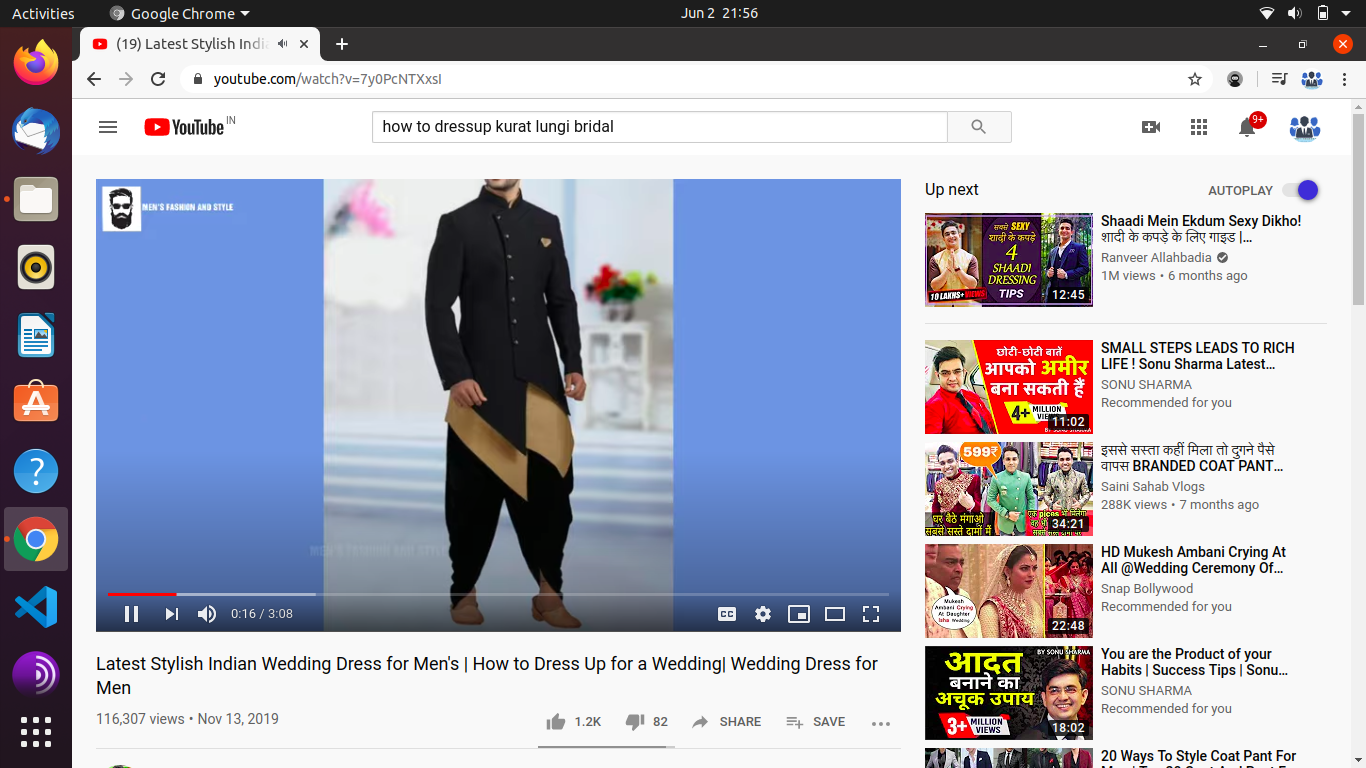 Activities
Google Chrome
Jun 2 21:56
(19) Latest Stylish India
youtube.com/watch?v=7y0PcNTXxsI
YouTube IN
how to dressup kurat lungi bridal
9+
MEN'S FASHION AND STYLE
MEN'S FASHION AND STYLE
0:16 / 3:08
CC
Latest Stylish Indian Wedding Dress for Men's | How to Dress Up for a Wedding| Wedding Dress for
Men
116,307 views • Nov 13, 2019
1.2K
82
SHARE
SAVE
Up next
AUTOPLAY
सबसे SEXY
शादी के कपड़े
4
SHAADI
DRESSING
TIPS
10 LAKHS+ VIEWS
12:45
Shaadi Mein Ekdum Sexy Dikho!
शादी के कपड़े के लिए गाइड |...
Ranveer Allahbadia
1M views • 6 months ago
छोटी-छोटी बातें
आपको अमीर
बना सकती हैं
4+ MILLION
VIEWS
BY SONU SHARMA
11:02
SMALL STEPS LEADS TO RICH
LIFE ! Sonu Sharma Latest...
SONU SHARMA
Recommended for you
599₹
घर बैठे मंगाओ
सबसे सस्ते दामों में
34:21
इससे सस्ता कहीं मिला तो दुगने पैसे
वापस BRANDED COAT PANT...
Saini Sahab Vlogs
288K views • 7 months ago
Mukesh
Ambani Crying
At Daughter
Isha Wedding
22:48
HD Mukesh Ambani Crying At
All @Wedding Ceremony Of...
Snap Bollywood
Recommended for you
BY SONU SHARMA
आदत
बनाने का
अचूक उपाय
3+ MILLION
VIEWS
18:02
You are the Product of your
Habits | Success Tips | Sonu...
SONU SHARMA
Recommended for you
20 Ways To Style Coat Pant For